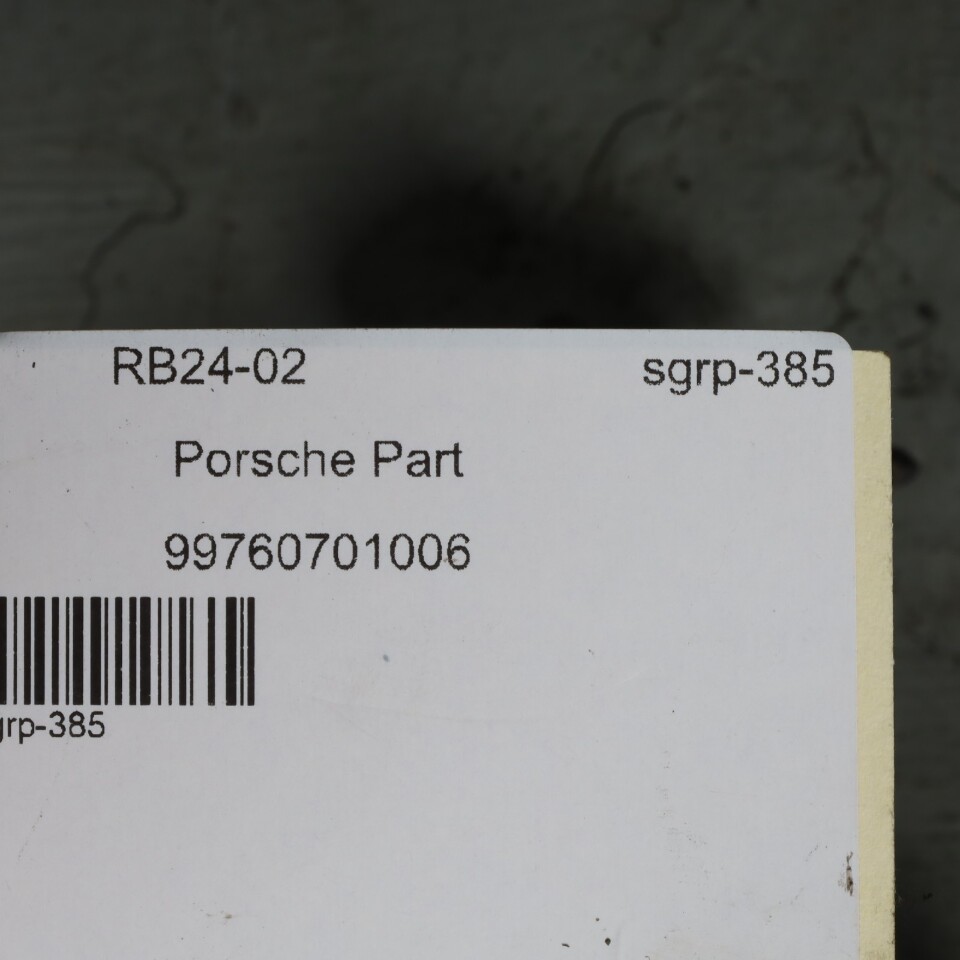 RB24-02 sgrp-385
Porsche Part
99760701006
grp-385